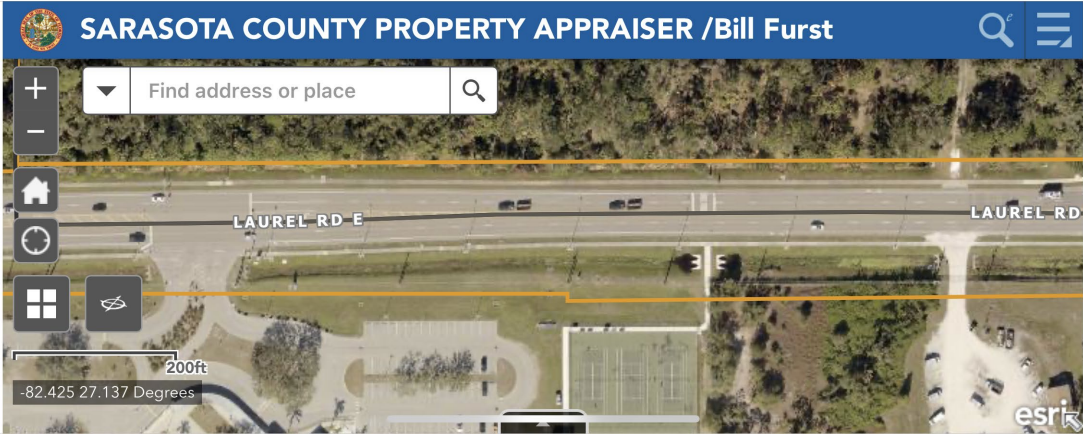 SARASOTA COUNTY PROPERTY APPRAISER /Bill Furst
+
Find address or place
−
LAUREL RD E
LAUREL RD
200ft
-82.425 27.137 Degrees
esri